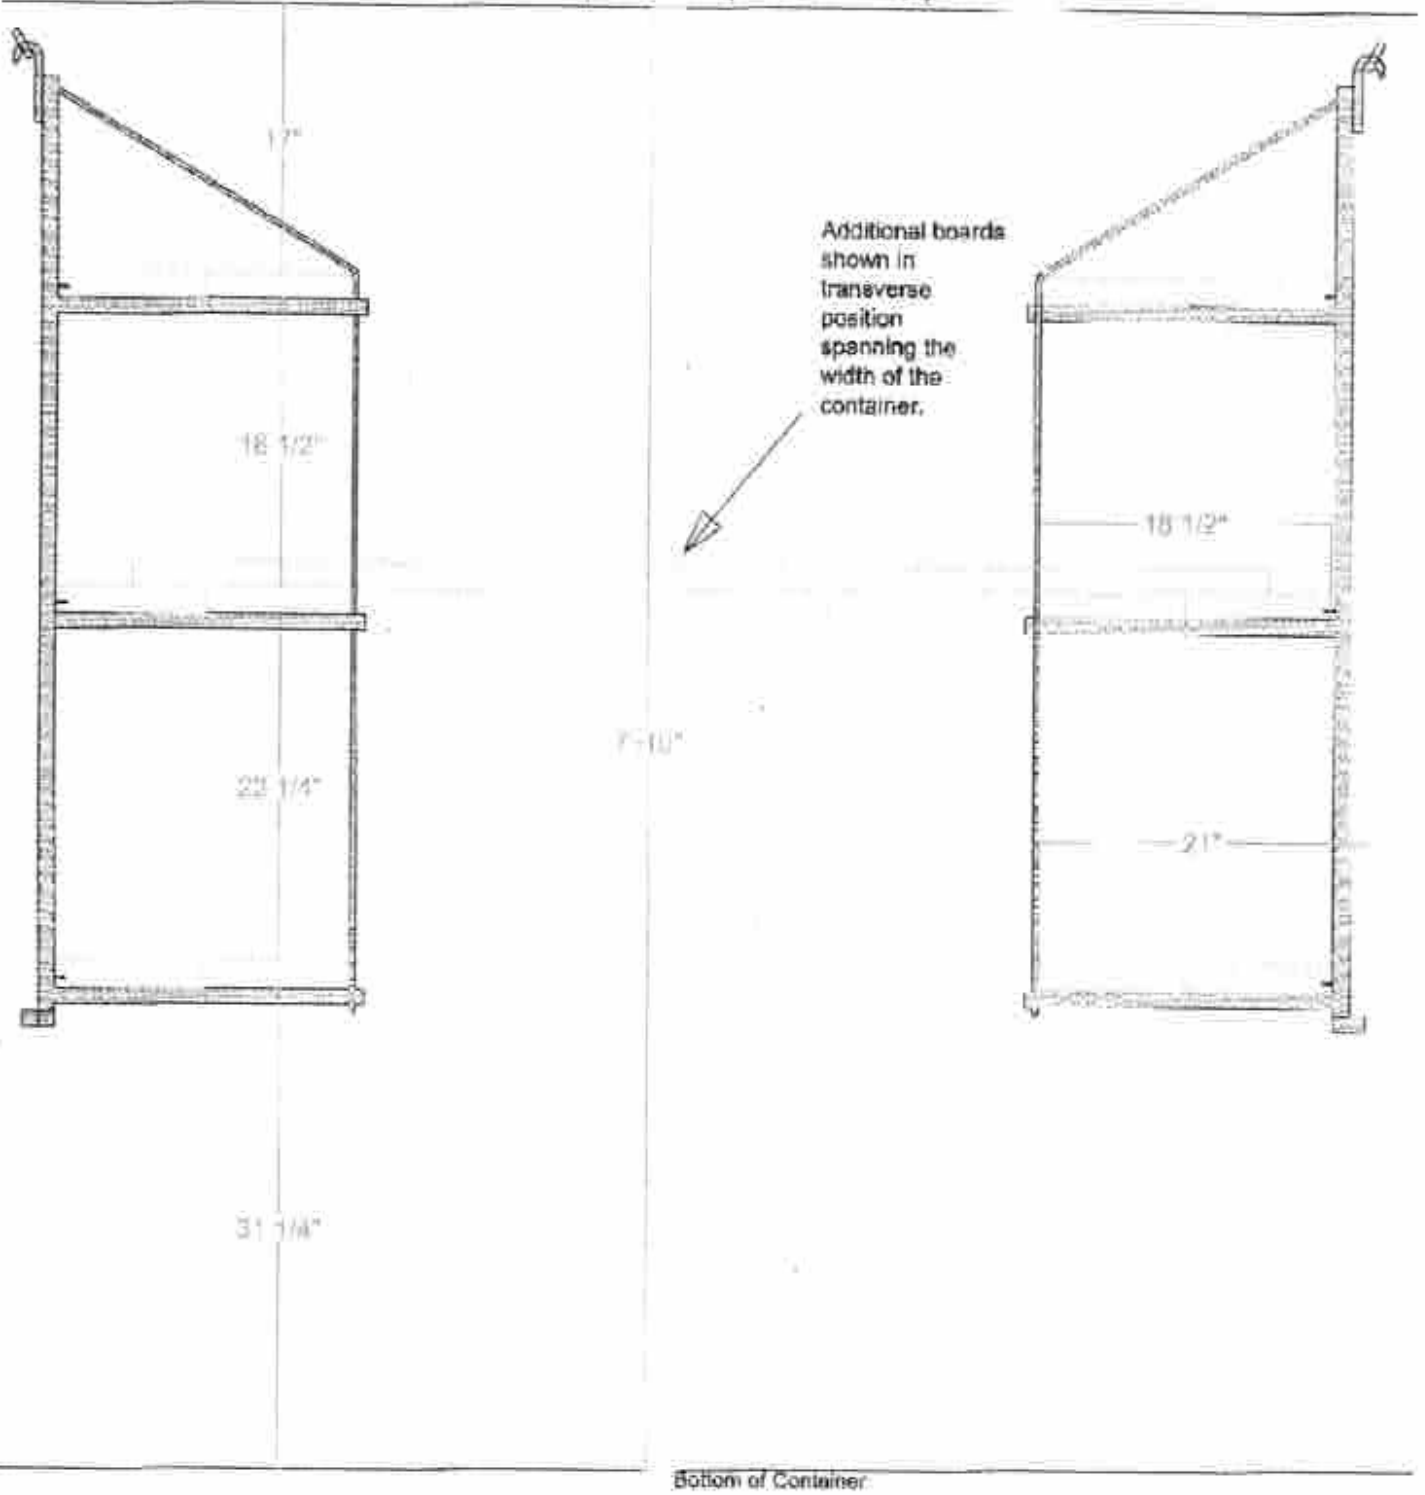 17"
Additional boards
shown in
transverse
position
spanning the
width of the
container.
18 1/2"
18 1/2"
22 1/4"
7'-10"
21"
31 1/4"
Bottom of Container